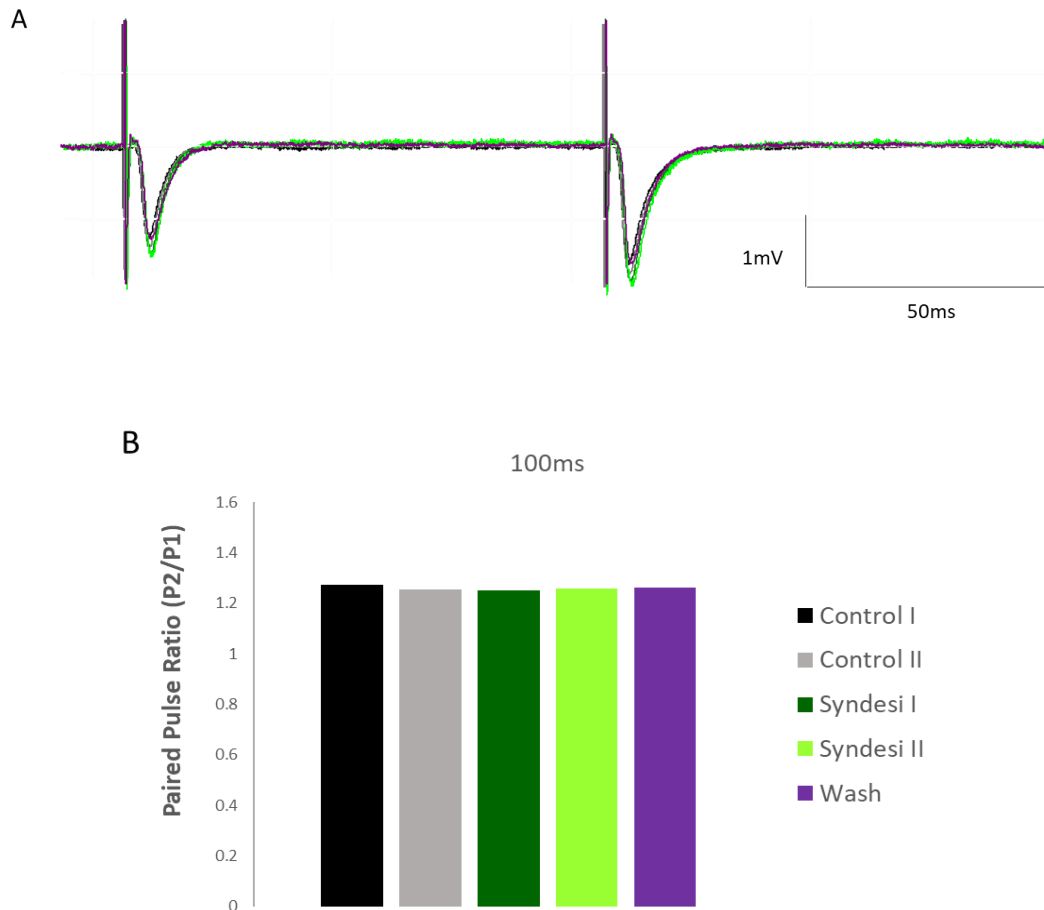 A
1mV
50ms
B
100ms
Paired Pulse Ratio (P2/P1)
1.6
1.4
1.2
1
0.8
0.6
0.4
0.2
0
Control I
Control II
Syndesi I
Syndesi II
Wash